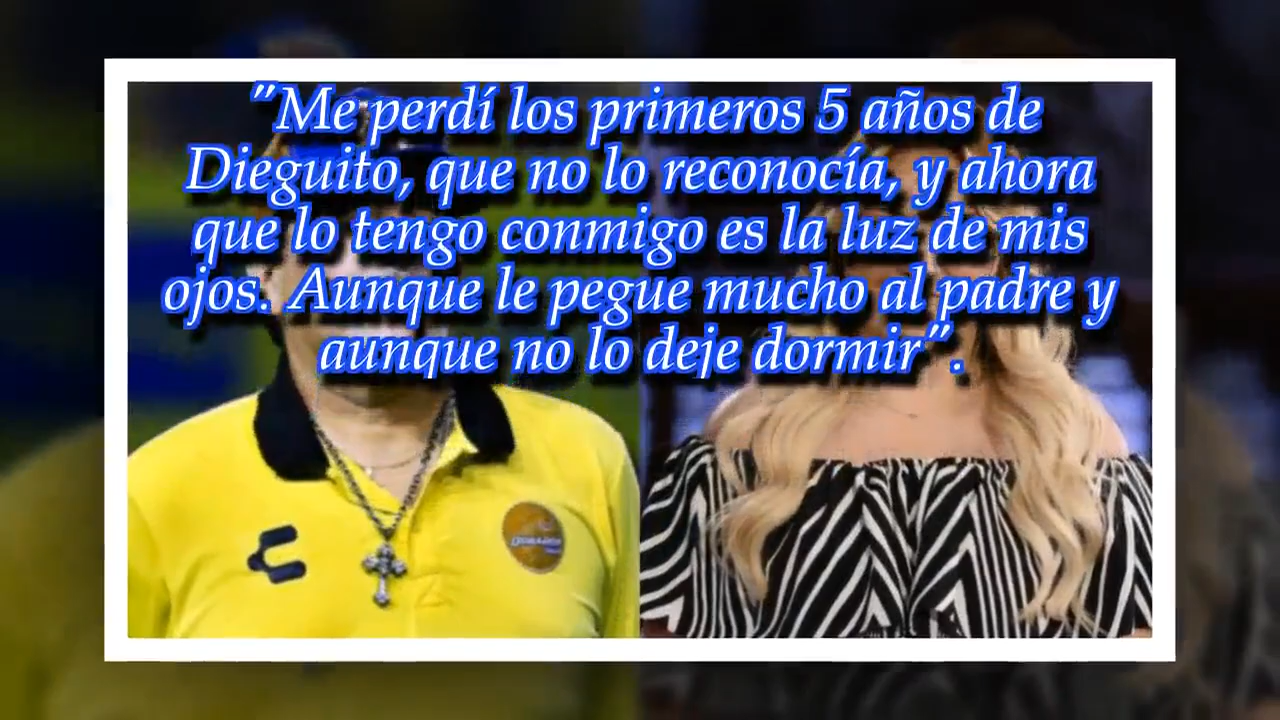 "Me perdí los primeros 5 años de
Dieguito, que no lo reconocía, y ahora
que lo tengo conmigo es la luz de mis
ojos. Aunque le pegue mucho al padre y
aunque no lo deje dormir".